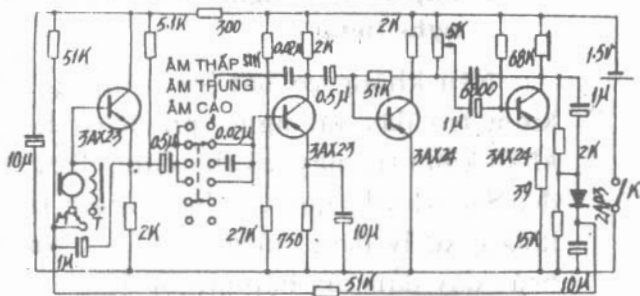 5.1K 300
51K 0.02μ 2K 2K 5K 68K 1.5v
ÂM THẤP 51K
ÂM TRUNG
ÂM CAO
0.5μ 51K 6800 1μ
1μ
3AX23 0.5μ 0.02μ 3AX23 3AX24 3AX24 2K
10μ 39 2AP3 K
M T 2K 27K 750 10μ 15K
1μ 10μ
51K